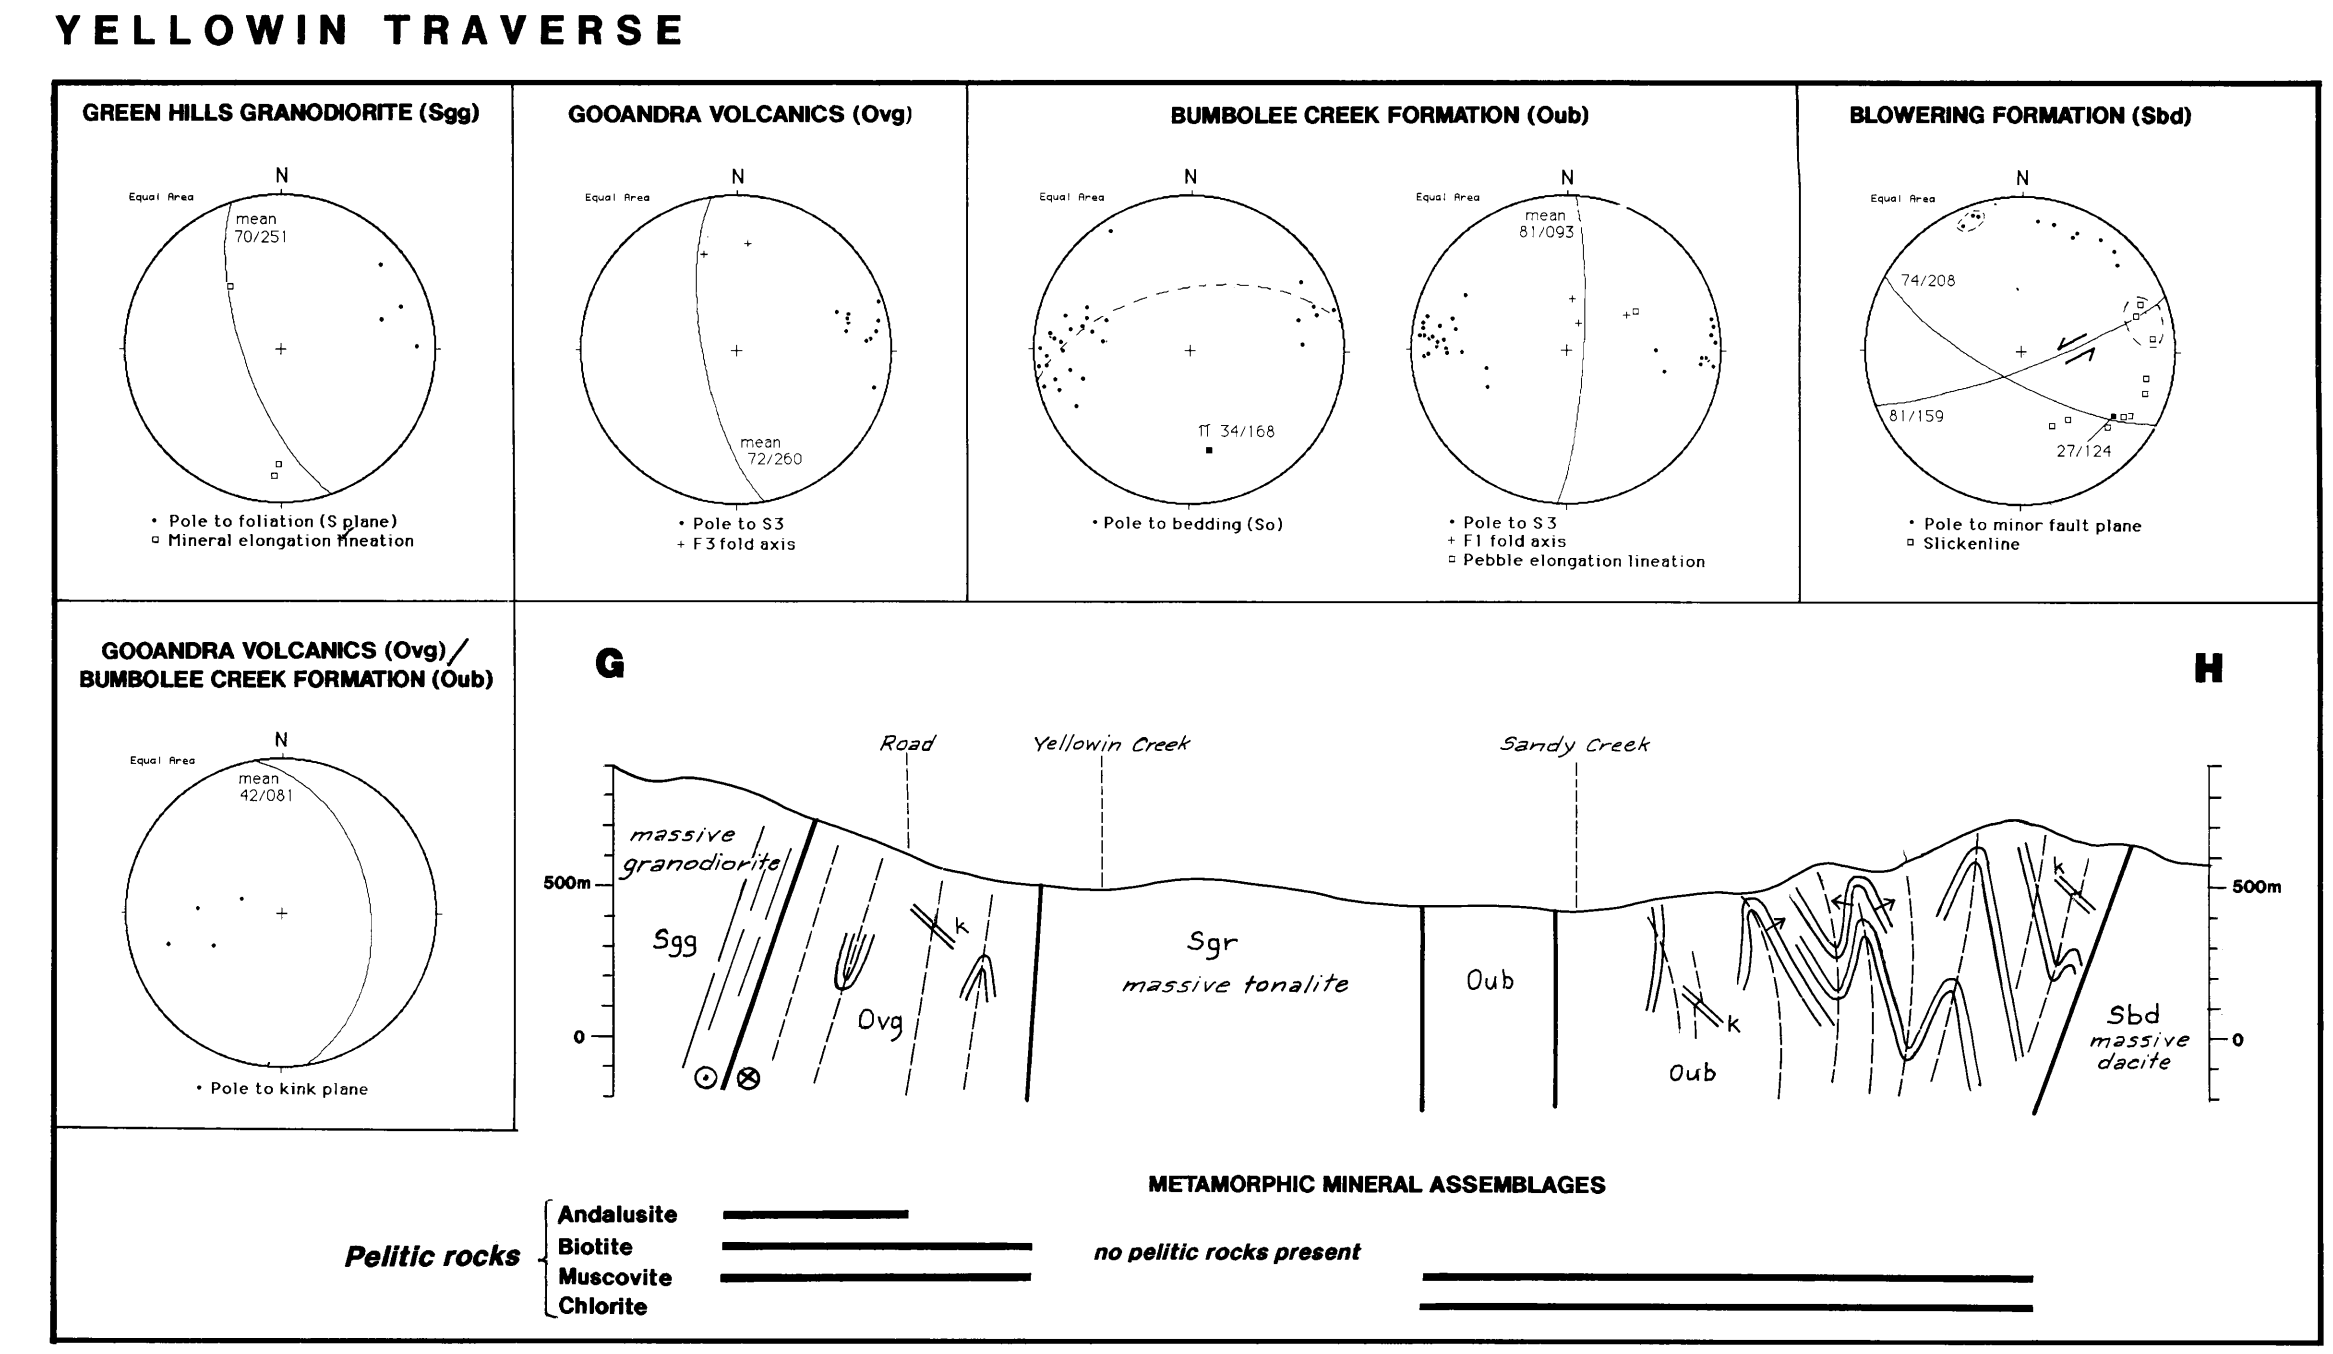 YELLOWIN TRAVERSE
GREEN HILLS GRANODIORITE (Sgg)
N
Equal Area
mean
70/251
• Pole to foliation (S plane)
□ Mineral elongation lineation
GOOANDRA VOLCANICS (Ovg)
N
Equal Area
mean
72/260
• Pole to S3
+ F3 fold axis
BUMBOLEE CREEK FORMATION (Oub)
N
Equal Area
π 34/168
• Pole to bedding (So)
N
Equal Area
mean
81/093
• Pole to S3
+ F1 fold axis
□ Pebble elongation lineation
BLOWERING FORMATION (Sbd)
N
Equal Area
74/208
81/159
27/124
• Pole to minor fault plane
□ Slickenline
GOOANDRA VOLCANICS (Ovg)/
BUMBOLEE CREEK FORMATION (Oub)
N
Equal Area
mean
42/081
• Pole to kink plane
G
H
Road
Yellowin Creek
Sandy Creek
massive
granodiorite
500m
500m
Sgg
k
k
Sgr
massive tonalite
Oub
Ovg
k
Sbd
massive
dacite
0
0
Oub
METAMORPHIC MINERAL ASSEMBLAGES
Pelitic rocks
Andalusite
Biotite
Muscovite
Chlorite
no pelitic rocks present